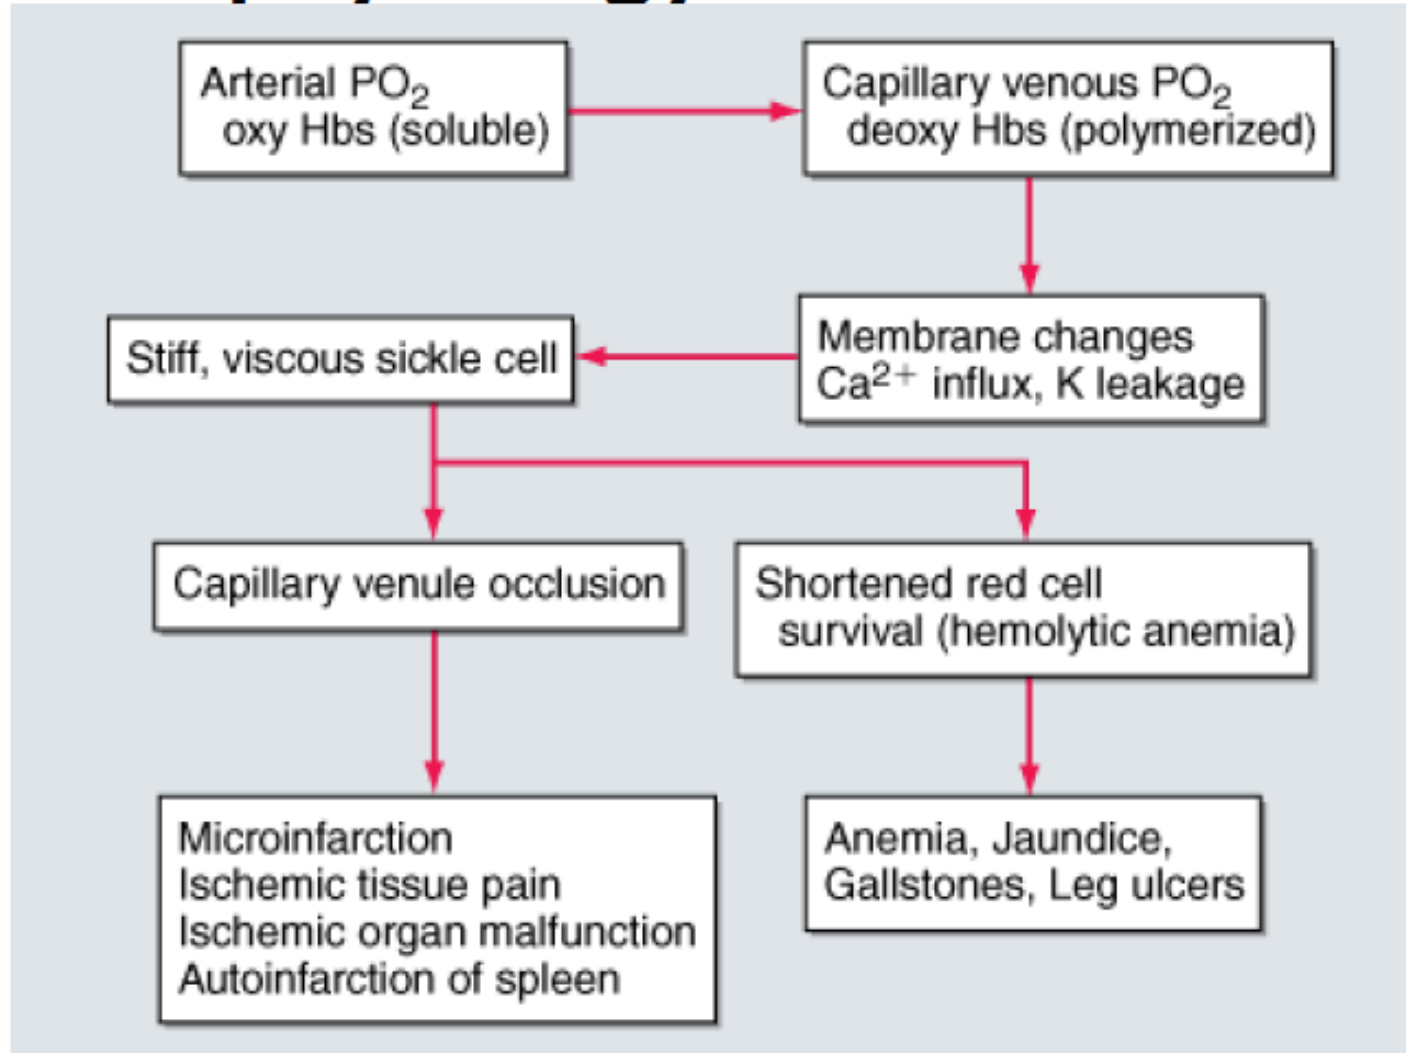 Arterial PO₂
oxy Hbs (soluble)
Capillary venous PO₂
deoxy Hbs (polymerized)
Membrane changes
Ca²⁺ influx, K leakage
Stiff, viscous sickle cell
Capillary venule occlusion
Shortened red cell
survival (hemolytic anemia)
Microinfarction
Ischemic tissue pain
Ischemic organ malfunction
Autoinfarction of spleen
Anemia, Jaundice,
Gallstones, Leg ulcers